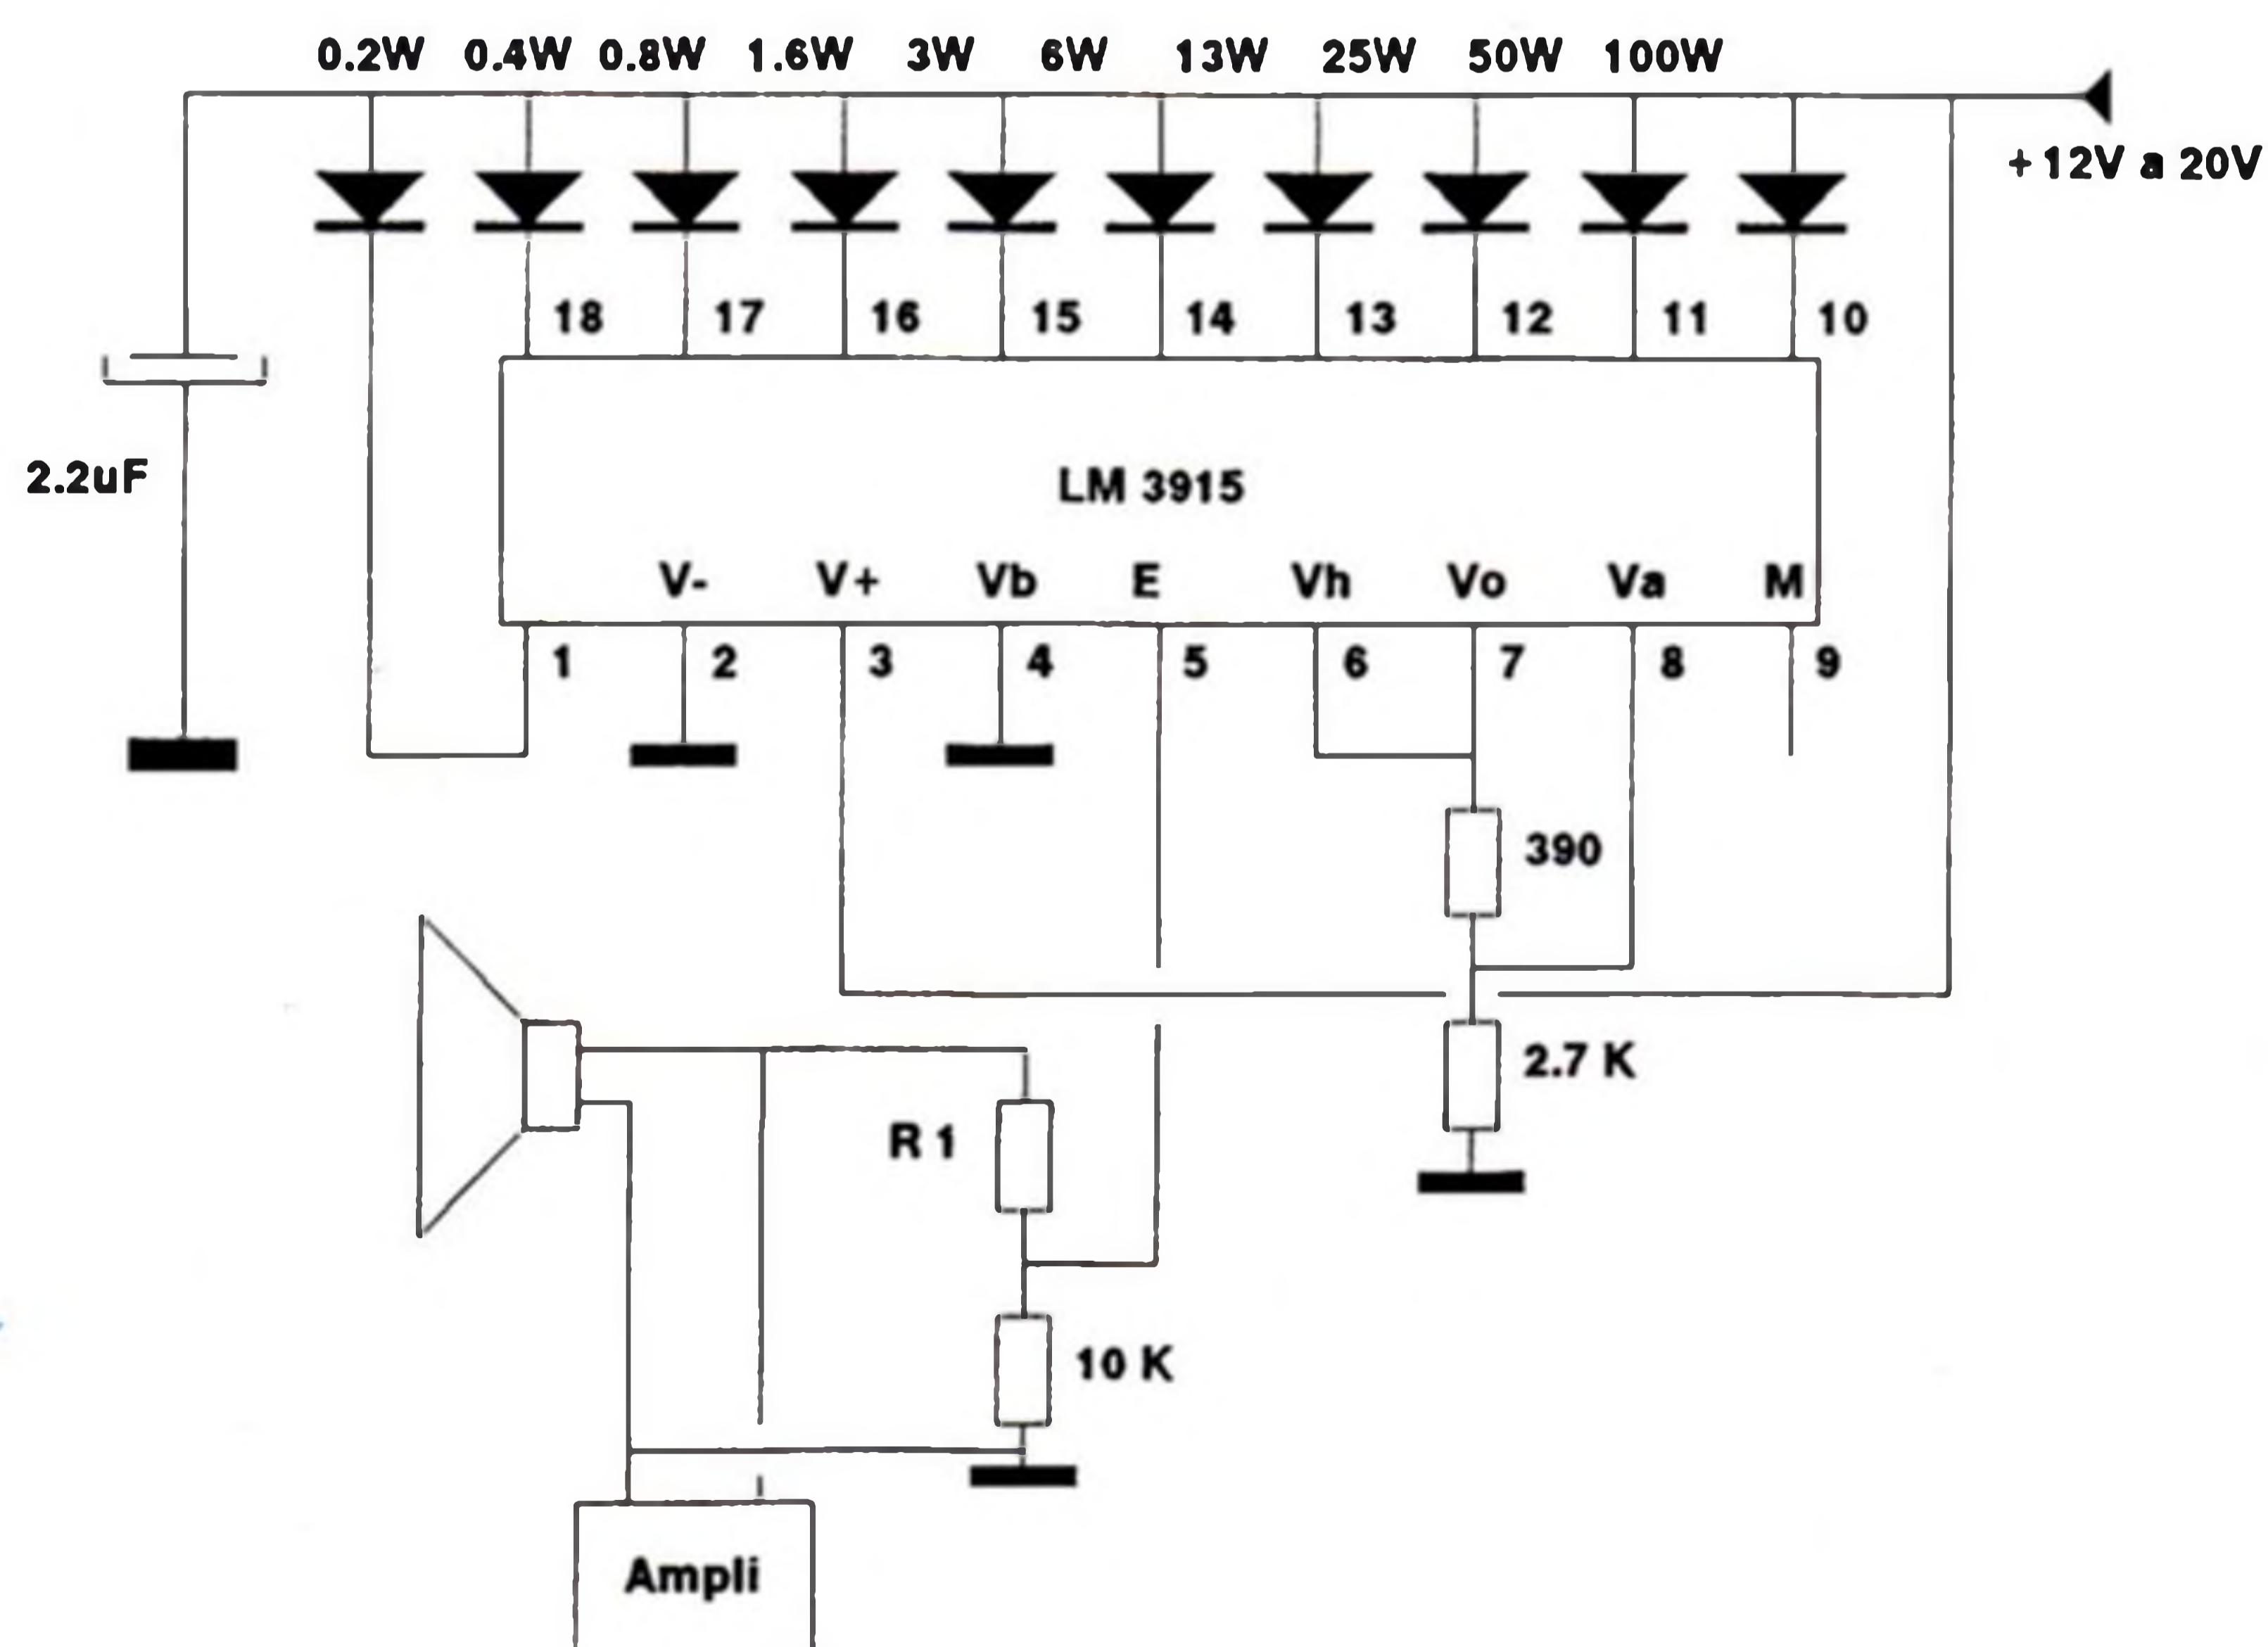 0.2W 0.4W 0.8W 1.6W 3W 6W 13W 25W 50W 100W
+12V a 20V
18 17 16 15 14 13 12 11 10
2.2uF
LM 3915
V- V+ Vb E Vh Vo Va M
1 2 3 4 5 6 7 8 9
390
2.7 K
R 1
10 K
Ampli